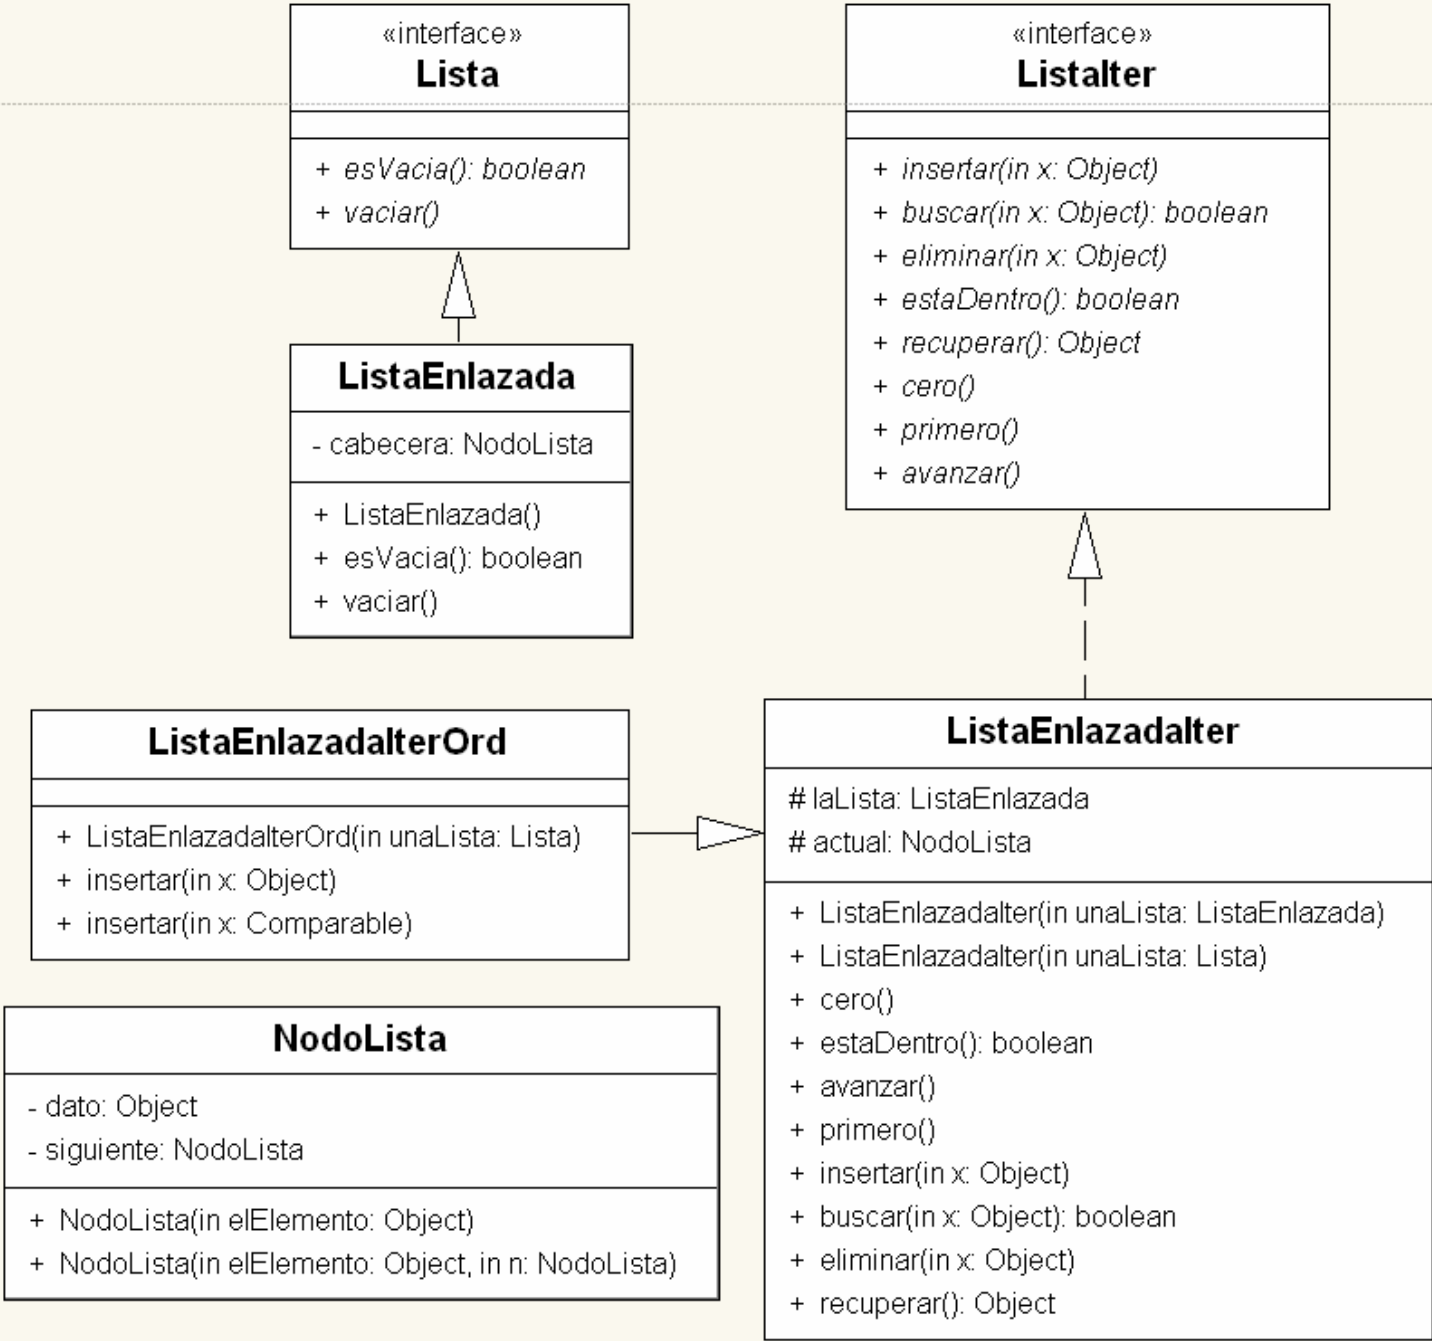 «interface»
Lista
+ esVacia(): boolean
+ vaciar()
«interface»
ListaIter
+ insertar(in x: Object)
+ buscar(in x: Object): boolean
+ eliminar(in x: Object)
+ estaDentro(): boolean
+ recuperar(): Object
+ cero()
+ primero()
+ avanzar()
ListaEnlazada
- cabecera: NodoLista
+ ListaEnlazada()
+ esVacia(): boolean
+ vaciar()
ListaEnlazadaIterOrd
+ ListaEnlazadaIterOrd(in unaLista: Lista)
+ insertar(in x: Object)
+ insertar(in x: Comparable)
ListaEnlazadaIter
# laLista: ListaEnlazada
# actual: NodoLista
+ ListaEnlazadaIter(in unaLista: ListaEnlazada)
+ ListaEnlazadaIter(in unaLista: Lista)
+ cero()
+ estaDentro(): boolean
+ avanzar()
+ primero()
+ insertar(in x: Object)
+ buscar(in x: Object): boolean
+ eliminar(in x: Object)
+ recuperar(): Object
NodoLista
- dato: Object
- siguiente: NodoLista
+ NodoLista(in elElemento: Object)
+ NodoLista(in elElemento: Object, in n: NodoLista)